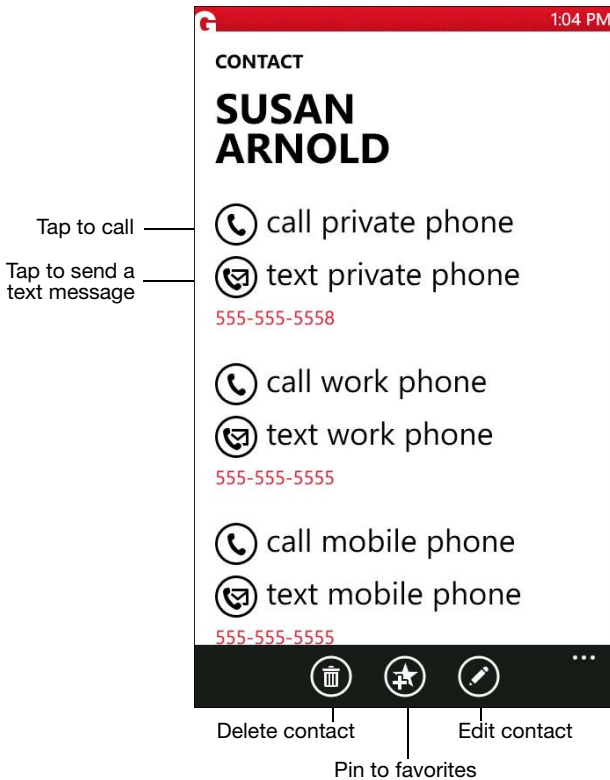 G 1:04 PM
CONTACT
SUSAN
ARNOLD
Tap to call
call private phone
Tap to send a
text message
text private phone
555-555-5558
call work phone
text work phone
555-555-5555
call mobile phone
text mobile phone
555-555-5555
...
Delete contact
Edit contact
Pin to favorites